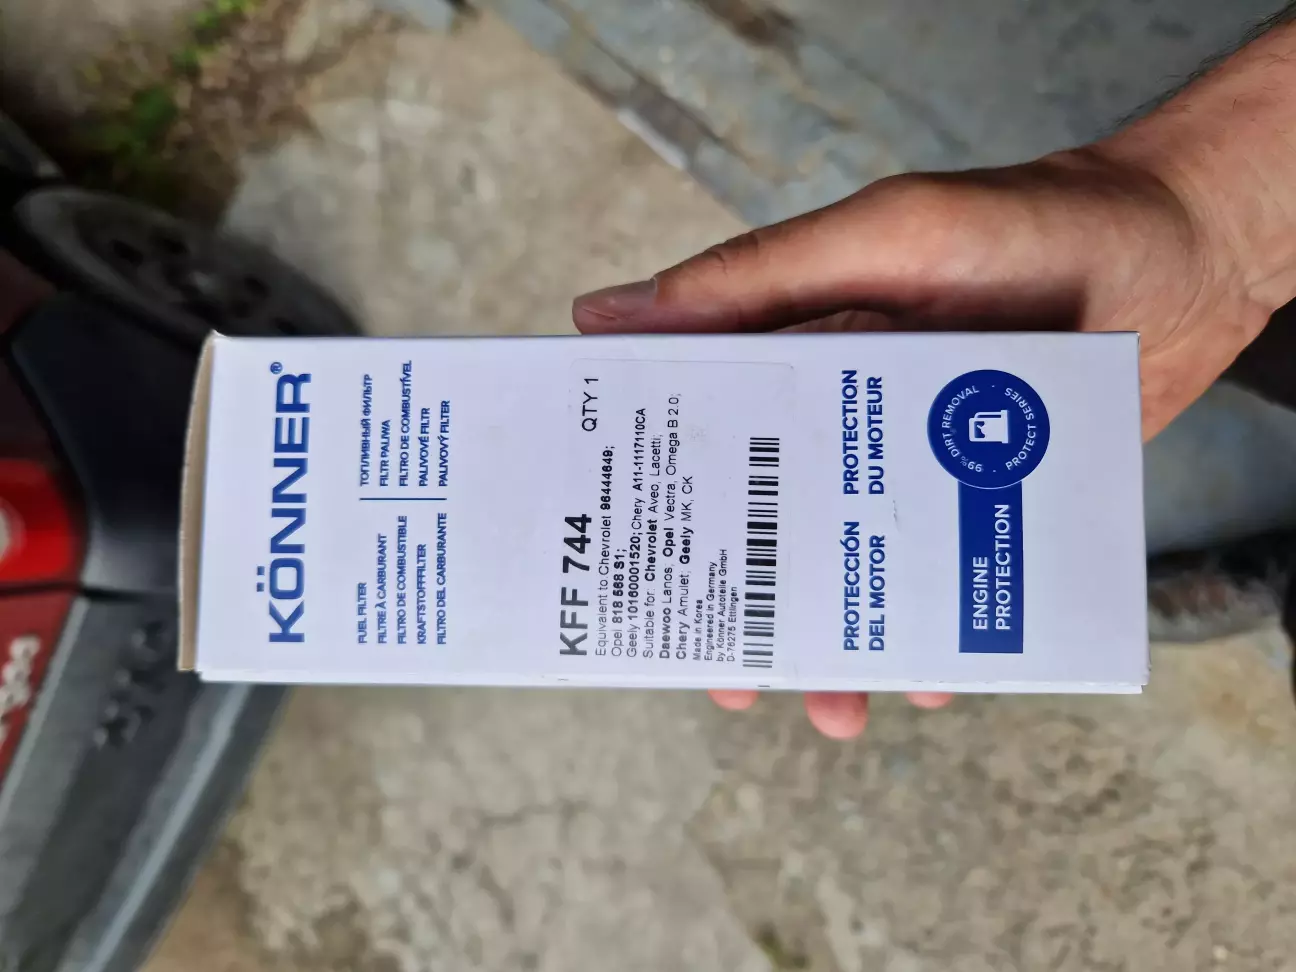 KÖNNER®
FUEL FILTER
FILTRE À CARBURANT
FILTRO DE COMBUSTIBLE
KRAFTSTOFFFILTER
FILTRO DEL CARBURANTE
ТОПЛИВНЫЙ ФИЛЬТР
FILTR PALIWA
FILTRO DE COMBUSTÍVEL
PALIVOVÉ FILTR
PALIVOVÝ FILTER
KFF 744 QTY 1
Equivalent to Chevrolet 96444649;
Opel 818 568 S1;
Geely 10160001520; Chery A11-1117110CA
Suitable for: Chevrolet Aveo, Lacetti;
Daewoo Lanos, Opel Vectra, Omega B 2.0;
Chery Amulet; Geely MK, CK
Made in Korea
Engineered in Germany
by Könner Autoteile GmbH
D-76275 Ettlingen
PROTECCIÓN
DEL MOTOR
PROTECTION
DU MOTEUR
ENGINE
PROTECTION
99% DIRT REMOVAL · PROTECT SERIES ·